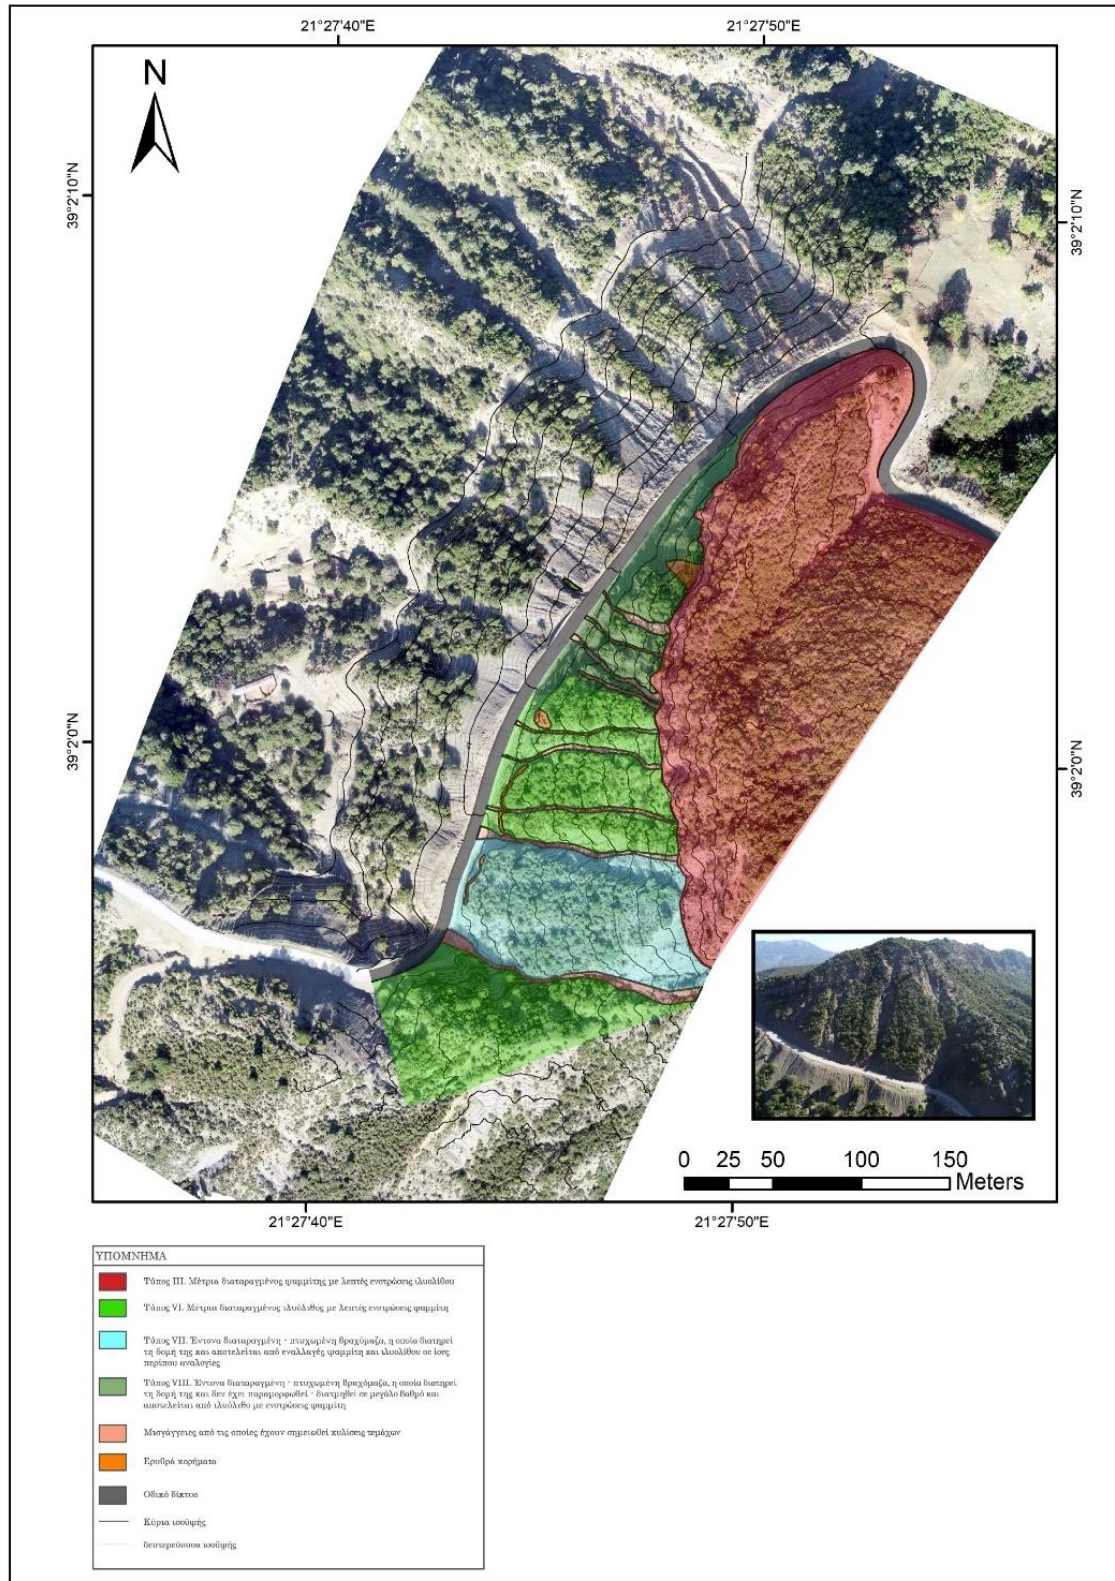 21°27'40"E 21°27'50"E
N
39°2'10"N 39°2'10"N
39°2'0"N 39°2'0"N
0 25 50 100 150
Meters
21°27'40"E 21°27'50"E
ΥΠΟΜΝΗΜΑ
Τύπος III. Μέτρια διαταραγμένος ψαμμίτης με λεπτές ενστρώσεις ιλυολίθου
Τύπος VI. Μέτρια διαταραγμένος ιλυόλιθος με λεπτές ενστρώσεις ψαμμίτη
Τύπος VII. Έντονα διαταραγμένη - πτυχωμένη βραχόμαζα, η οποία διατηρεί
τη δομή της και αποτελείται από εναλλαγές ψαμμίτη και ιλυολίθου σε ίσες
περίπου αναλογίες
Τύπος VIII. Έντονα διαταραγμένη - πτυχωμένη βραχόμαζα, η οποία διατηρεί
τη δομή της και δεν έχει παραμορφωθεί - διατμηθεί σε μεγάλο βαθμό και
αποτελείται από ιλυόλιθο με ενστρώσεις ψαμμίτη
Μισγάγγειες από τις οποίες έχουν σημειωθεί κυλίσεις τεμάχων
Ερυθρά κορήματα
Οδικό δίκτυο
Κύρια ισοϋψής
δευτερεύουσα ισοϋψής